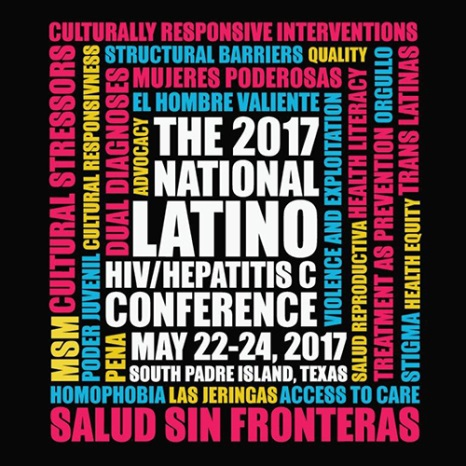 CULTURALLY RESPONSIVE INTERVENTIONS
STRUCTURAL BARRIERS QUALITY
MUJERES PODEROSAS
EL HOMBRE VALIENTE
CULTURAL STRESSORS
MSM
CULTURAL RESPONSIVNESS
PODER JUVENIL
DUAL DIAGNOSES
PENA
ADVOCACY
THE 2017
NATIONAL
LATINO
HIV/HEPATITIS C
CONFERENCE
MAY 22-24, 2017
SOUTH PADRE ISLAND, TEXAS
VIOLENCE AND EXPLOITATION
HEALTH LITERACY
SALUD REPRODUCTIVA
ORGULLO
TREATMENT AS PREVENTION
TRANS LATINAS
HEALTH EQUITY
STIGMA
HOMOPHOBIA LAS JERINGAS ACCESS TO CARE
SALUD SIN FRONTERAS